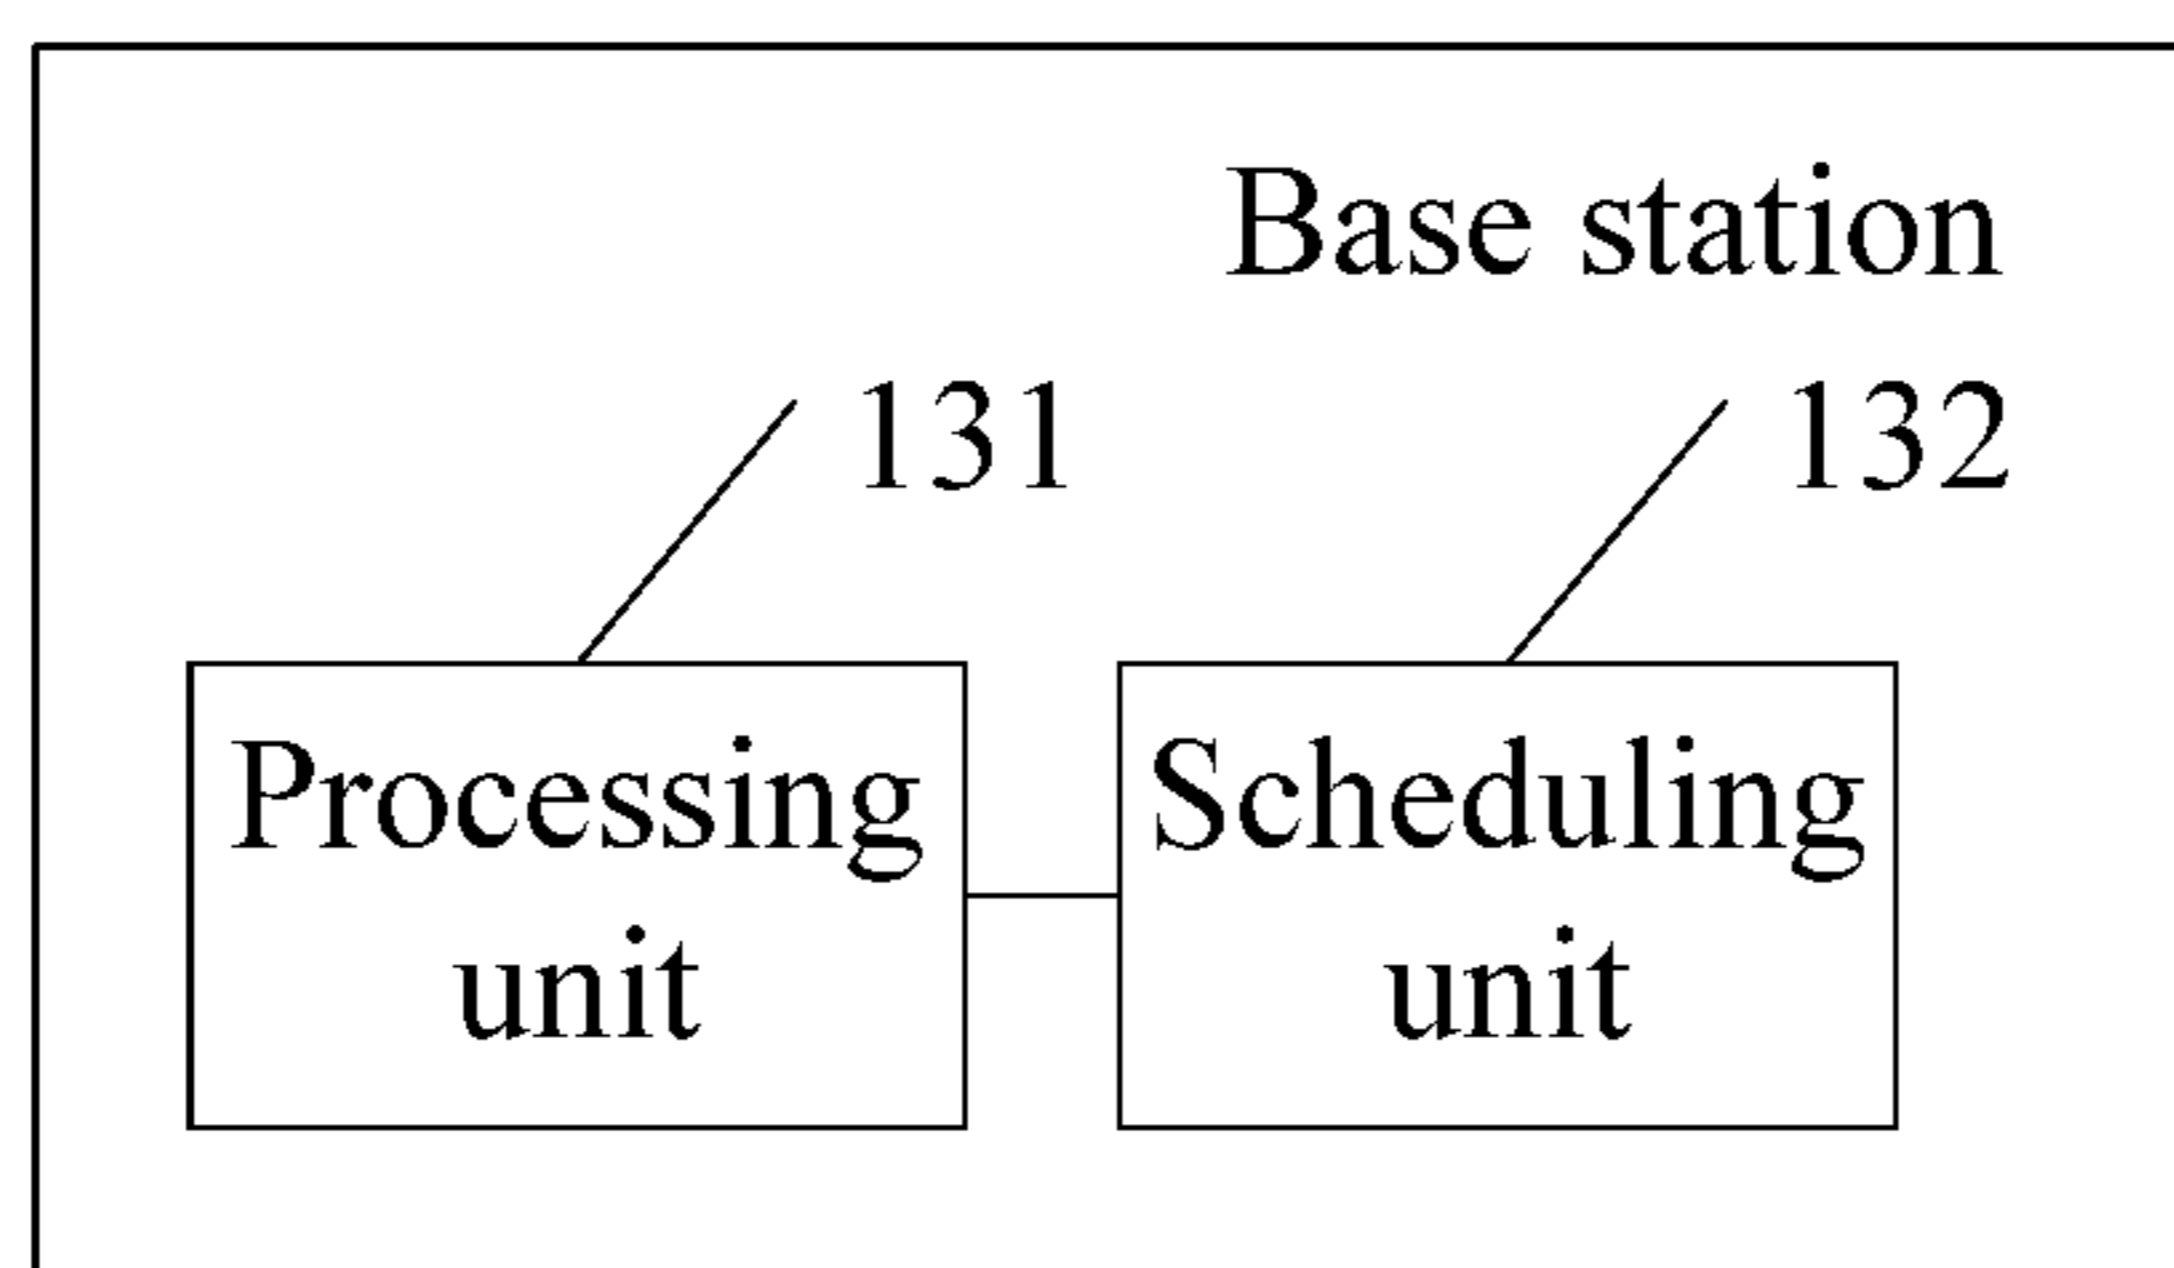 Base station
131
132
Processing
unit
Scheduling
unit